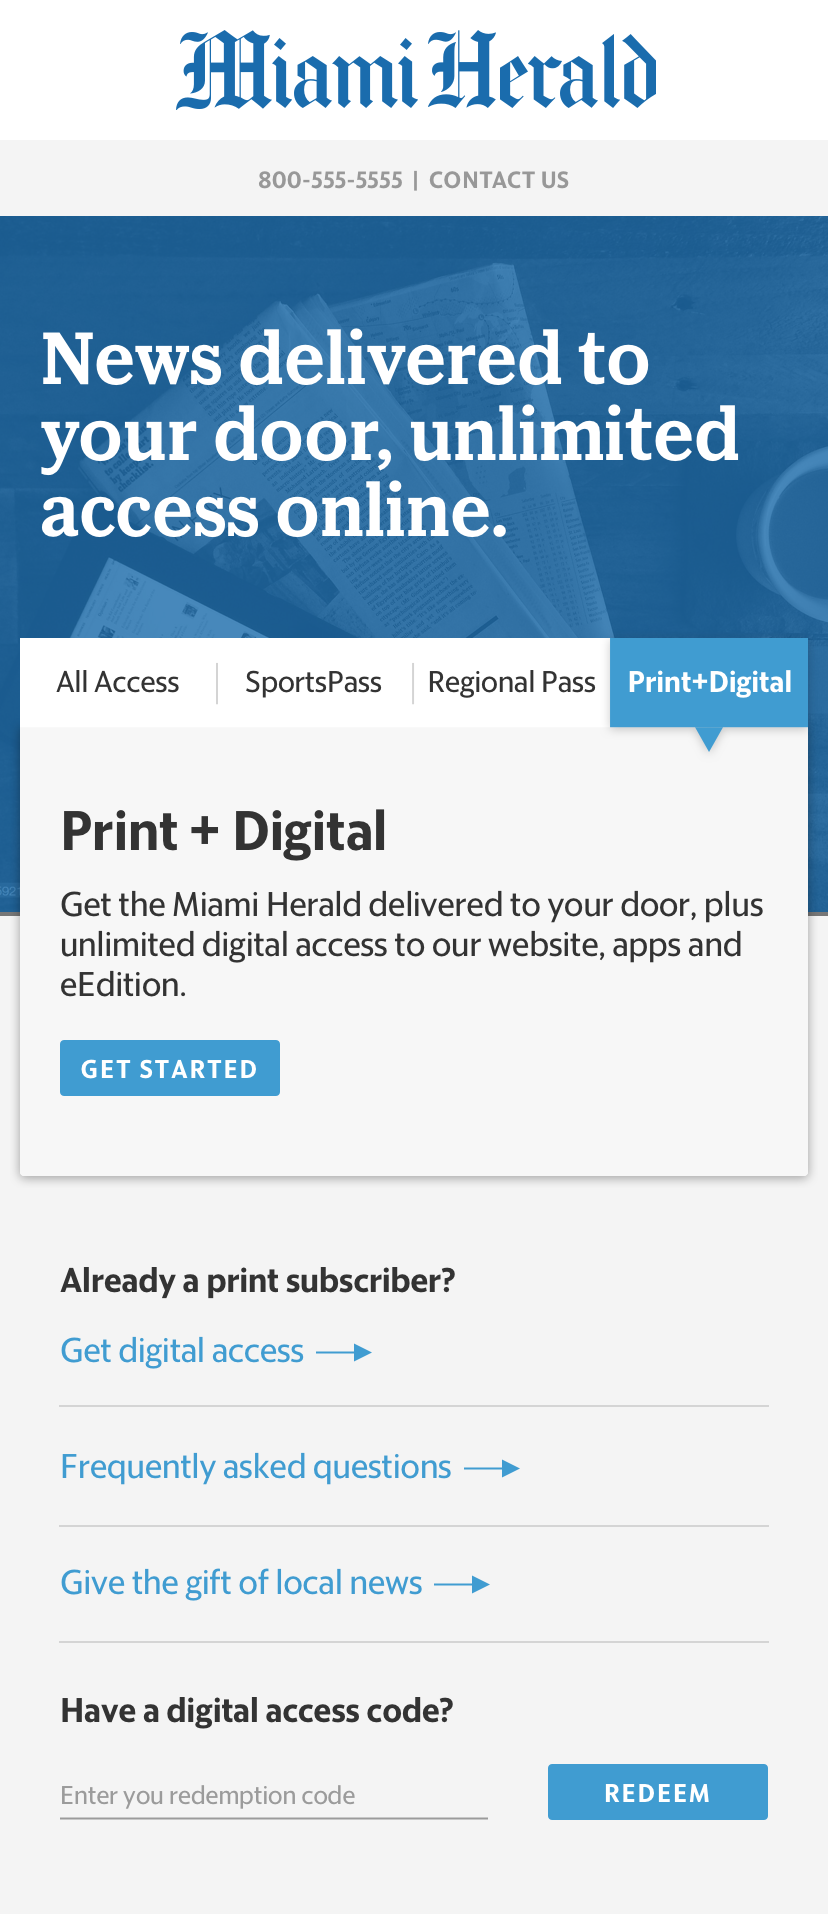 Miami Herald
800-555-5555 | CONTACT US
News delivered to
your door, unlimited
access online.
All Access
SportsPass
Regional Pass
Print+Digital
Print + Digital
Get the Miami Herald delivered to your door, plus
unlimited digital access to our website, apps and
eEdition.
GET STARTED
Already a print subscriber?
Get digital access
Frequently asked questions
Give the gift of local news
Have a digital access code?
Enter you redemption code
REDEEM